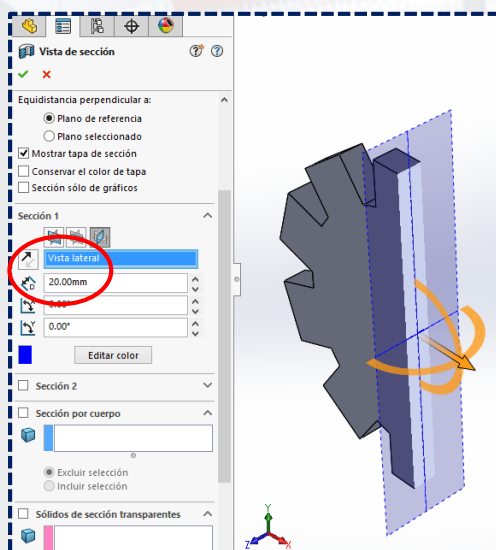 Vista de sección
Equidistancia perpendicular a:
Plano de referencia
Plano seleccionado
Mostrar tapa de sección
Conservar el color de tapa
Sección sólo de gráficos
Sección 1
Vista lateral
20.00mm
0.00°
0.00°
Editar color
Sección 2
Sección por cuerpo
Excluir selección
Incluir selección
Sólidos de sección transparentes
Y
Z
X